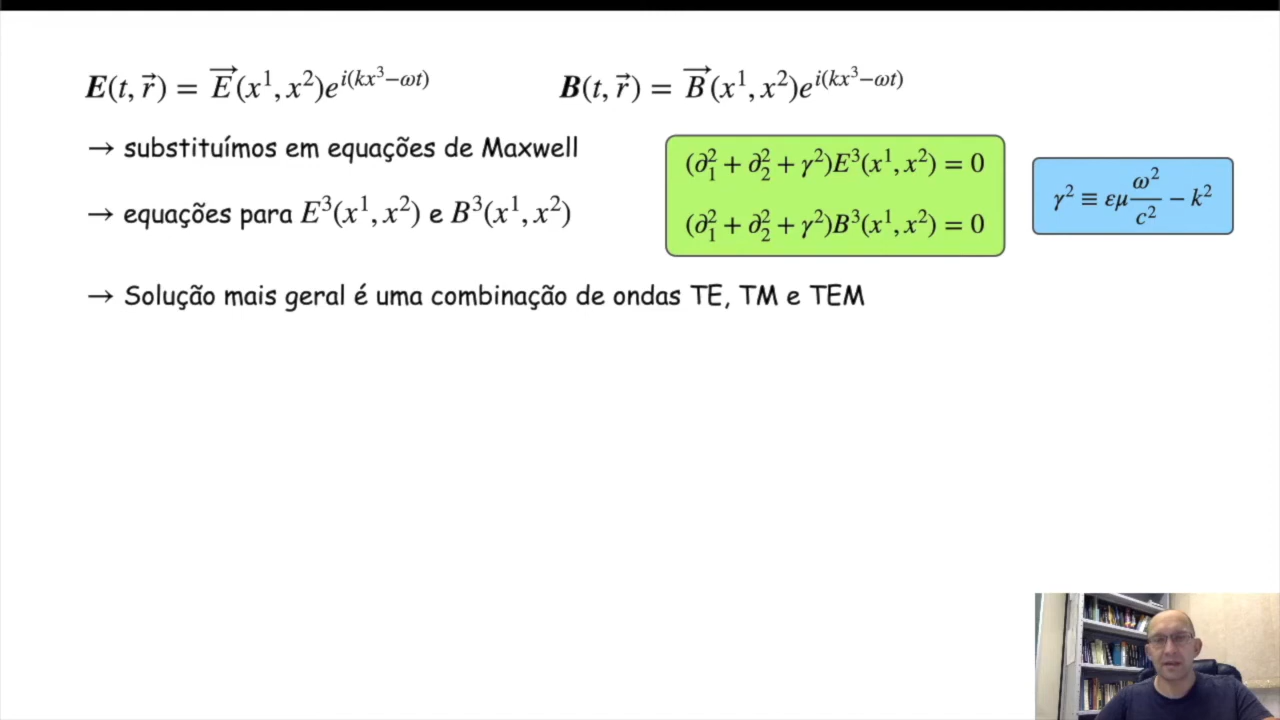 E(t, r⃗) = E⃗(x¹, x²)e^{i(kx³−ωt)} B(t, r⃗) = B⃗(x¹, x²)e^{i(kx³−ωt)}
→ substituímos em equações de Maxwell
(∂₁² + ∂₂² + γ²)E³(x¹, x²) = 0
γ² ≡ εμ ω²/c² − k²
→ equações para E³(x¹, x²) e B³(x¹, x²)
(∂₁² + ∂₂² + γ²)B³(x¹, x²) = 0
→ Solução mais geral é uma combinação de ondas TE, TM e TEM